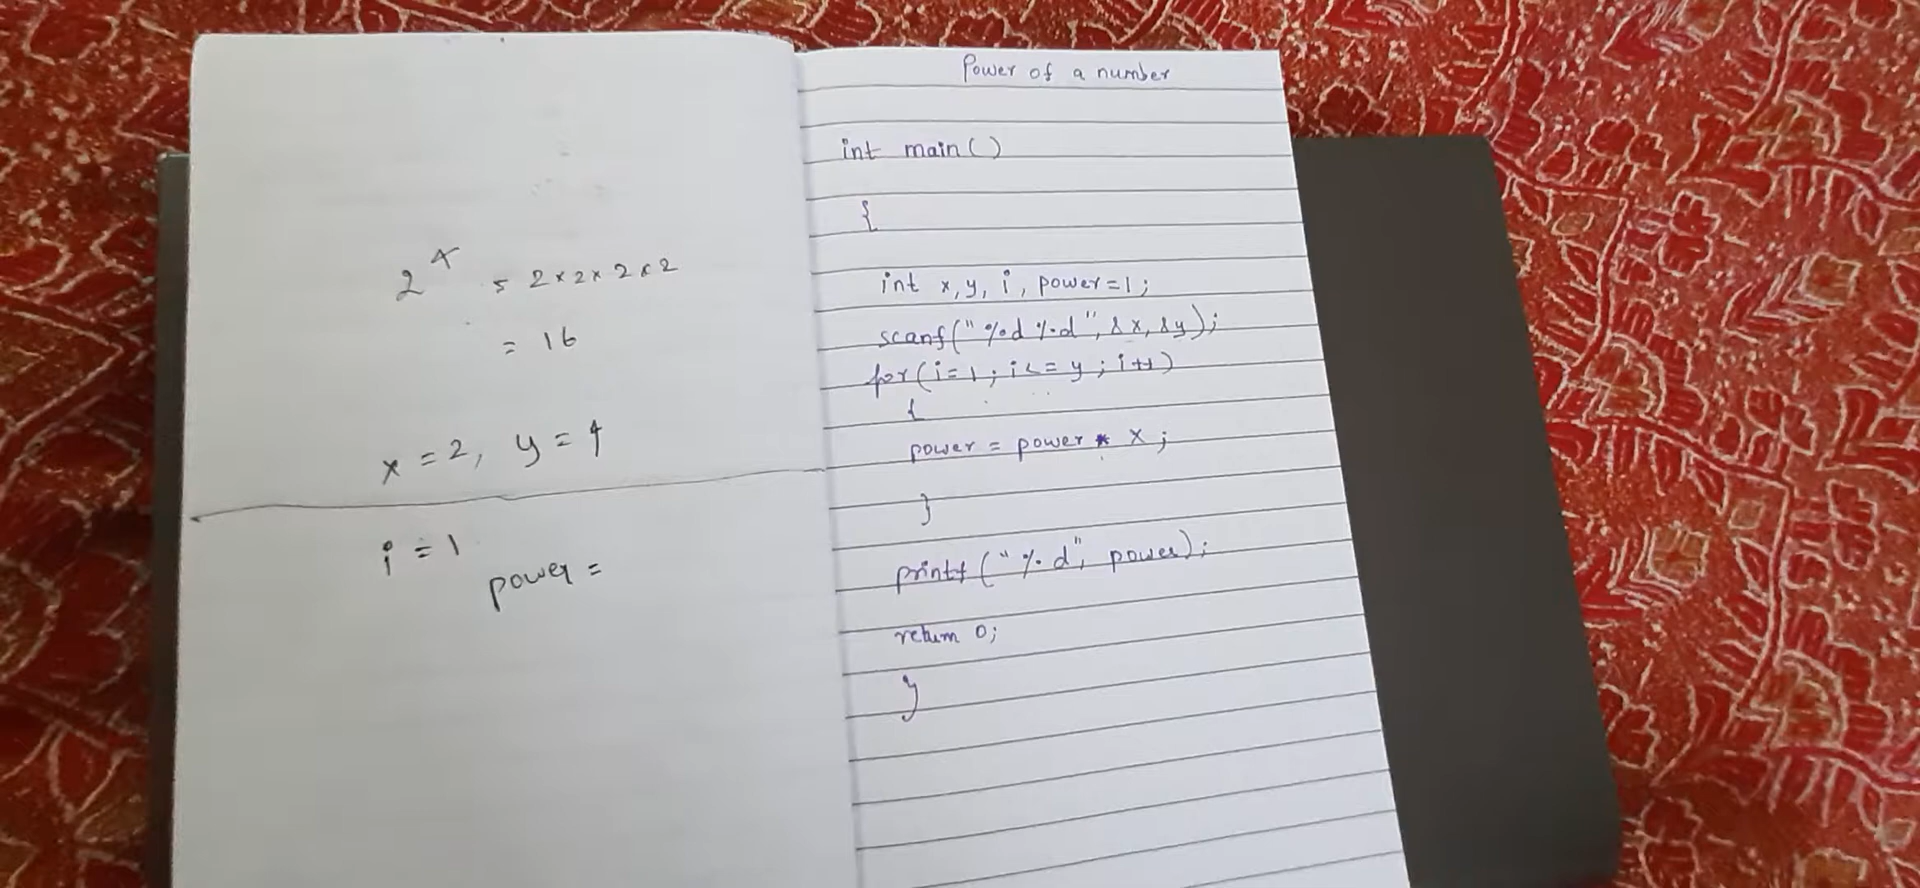 2^4 = 2 × 2 × 2 × 2
= 16
x = 2, y = 4
i = 1
power =
Power of a number
int main()
{
int x, y, i, power=1;
scanf("%d %d", &x, &y);
for(i=1; i<=y; i++)
{
power = power * x;
}
printf("%d", power);
return 0;
}